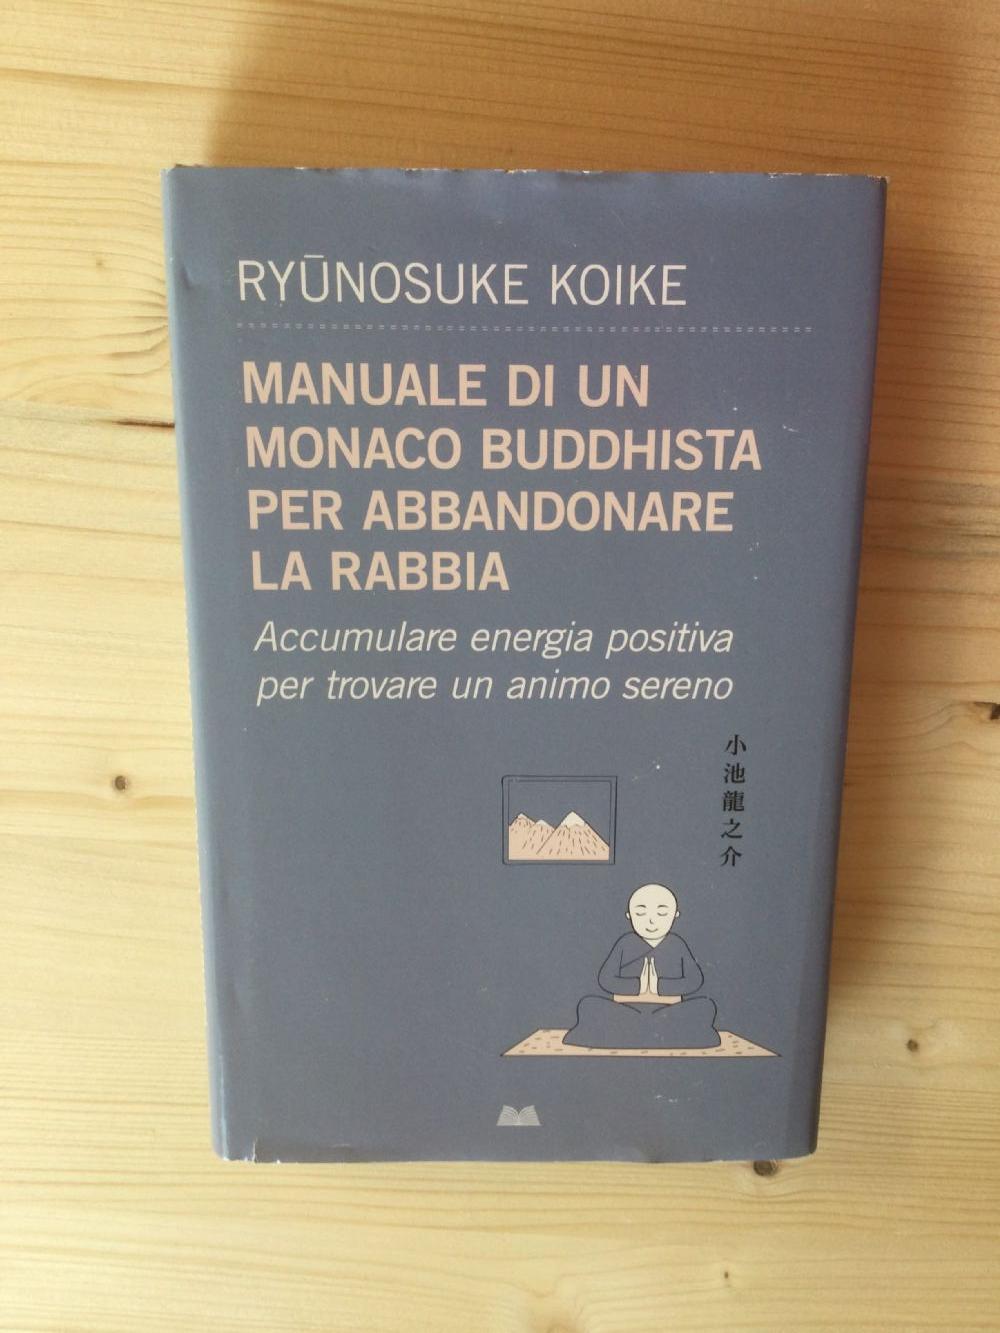 RYŪNOSUKE KOIKE
MANUALE DI UN
MONACO BUDDHISTA
PER ABBANDONARE
LA RABBIA
Accumulare energia positiva
per trovare un animo sereno
小池龍之介